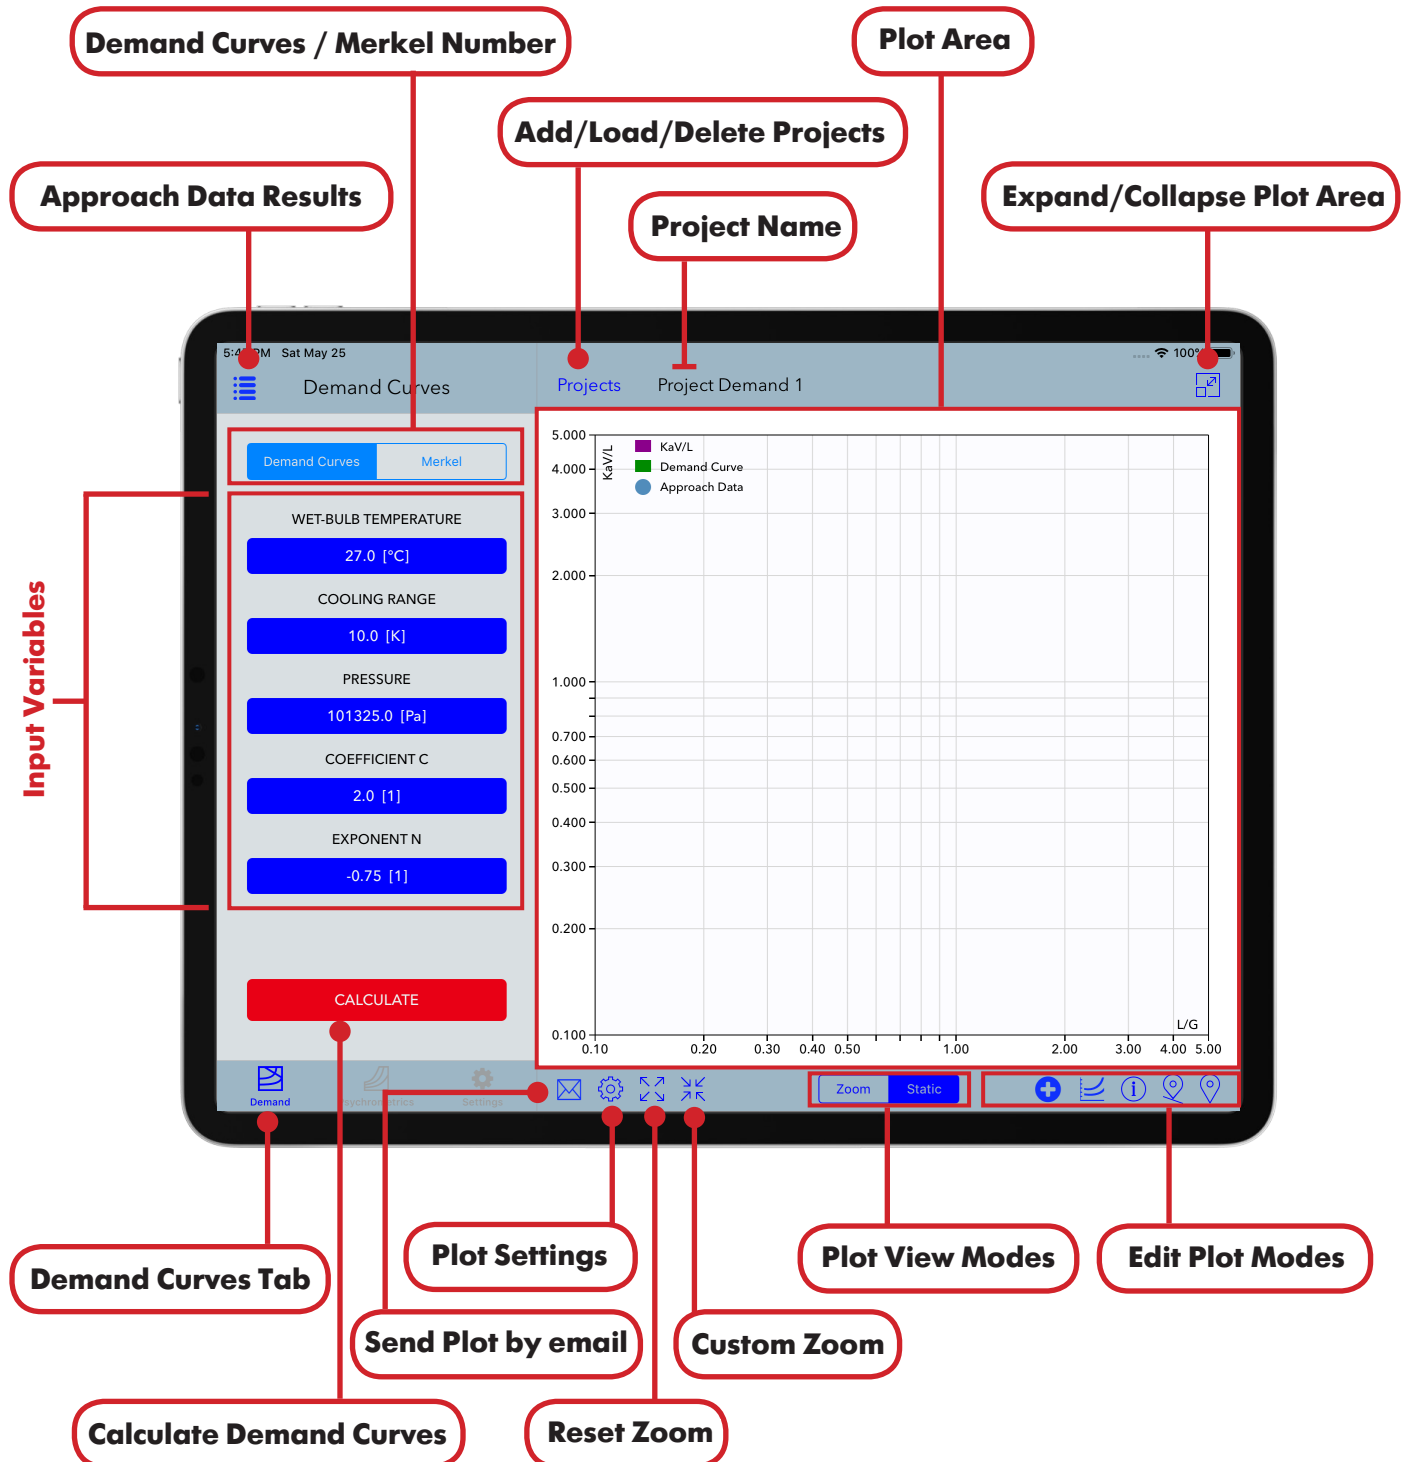 Demand Curves / Merkel Number
Plot Area
Add/Load/Delete Projects
Approach Data Results
Expand/Collapse Plot Area
Project Name
Sat May 25
Demand Curves
Projects
Project Demand 1
Demand Curves
Merkel
Input Variables
WET-BULB TEMPERATURE
27.0 [°C]
COOLING RANGE
10.0 [K]
PRESSURE
101325.0 [Pa]
COEFFICIENT C
2.0 [1]
EXPONENT N
-0.75 [1]
CALCULATE
KaV/L
KaV/L
Demand Curve
Approach Data
5.000
4.000
3.000
2.000
1.000
0.700
0.600
0.500
0.400
0.300
0.200
0.100
L/G
0.10 0.20 0.30 0.40 0.50 1.00 2.00 3.00 4.00 5.00
Demand
Psychrometrics
Settings
Zoom
Static
Plot Settings
Plot View Modes
Edit Plot Modes
Demand Curves Tab
Send Plot by email
Custom Zoom
Calculate Demand Curves
Reset Zoom